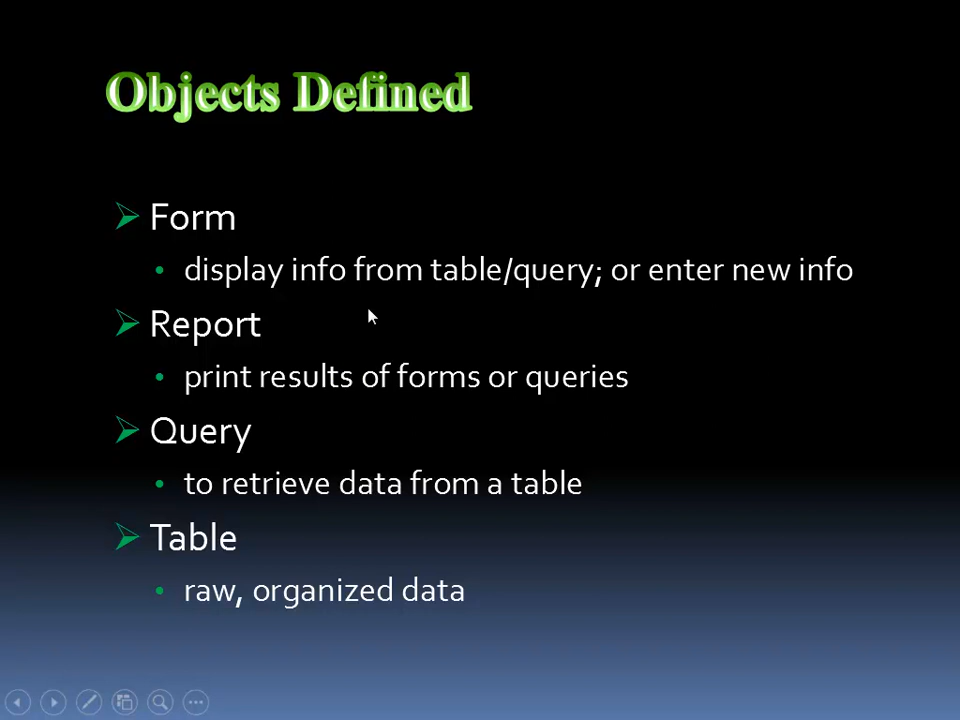 Objects Defined
Form
display info from table/query; or enter new info
Report
print results of forms or queries
Query
to retrieve data from a table
Table
raw, organized data